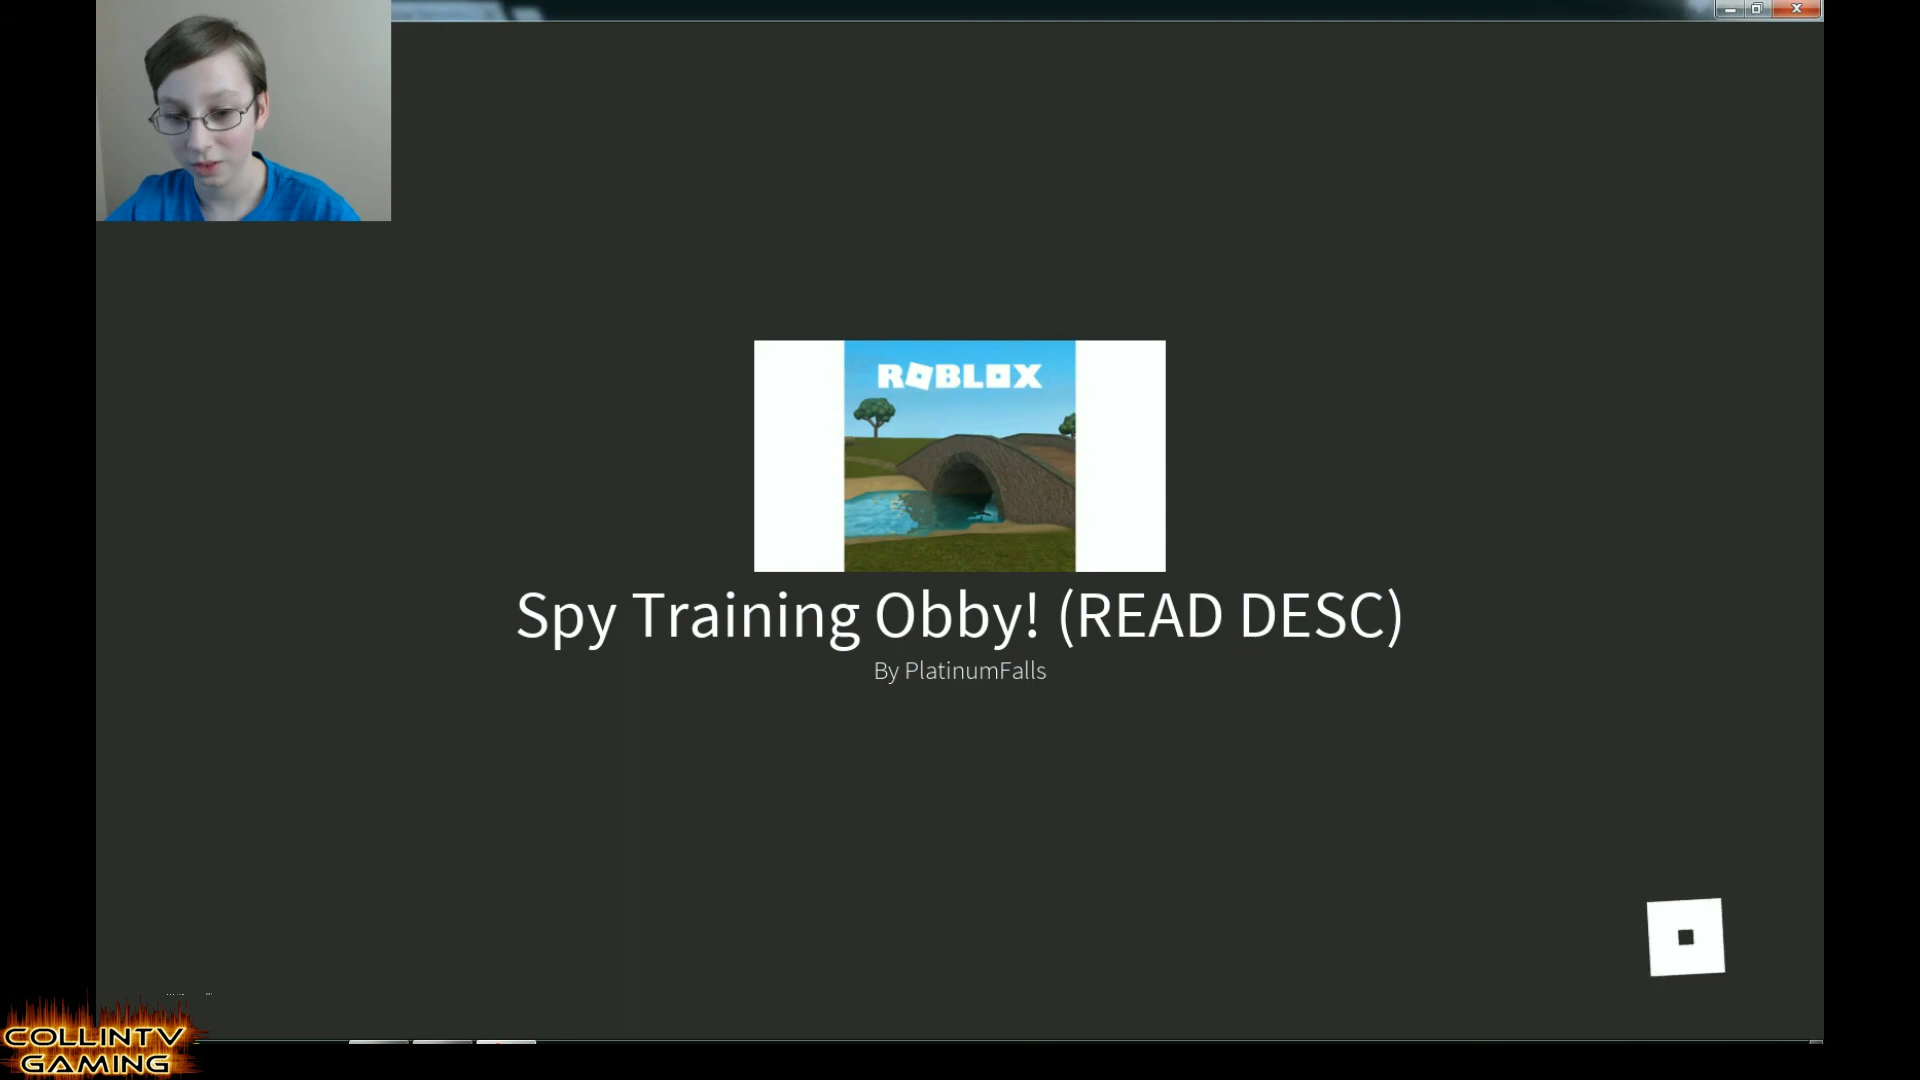 ROBLOX
Spy Training Obby! (READ DESC)
By PlatinumFalls
COLLINTV
GAMING